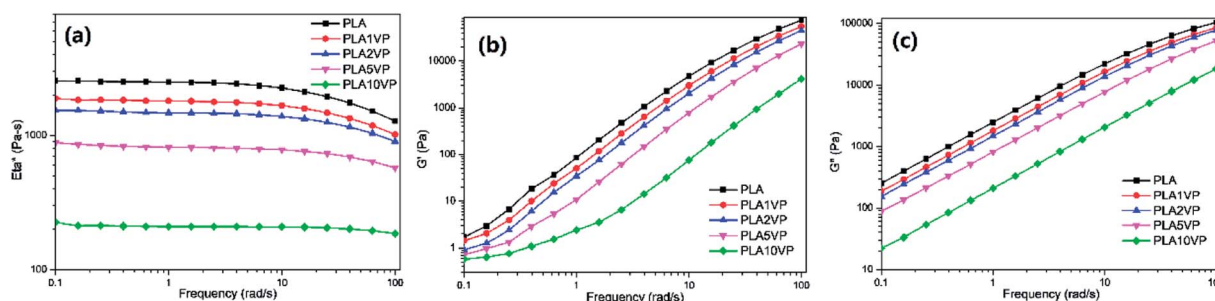 (a)
PLA
PLA1VP
PLA2VP
PLA5VP
PLA10VP
Eta* (Pa-s)
1000
100
0.1
1
10
100
Frequency (rad/s)
(b)
G' (Pa)
10000
1000
100
10
1
0.1
1
10
100
Frequency (rad/s)
PLA
PLA1VP
PLA2VP
PLA5VP
PLA10VP
(c)
G" (Pa)
100000
10000
1000
100
10
0.1
1
10
Frequency (rad/s)
PLA
PLA1VP
PLA2VP
PLA5VP
PLA10VP